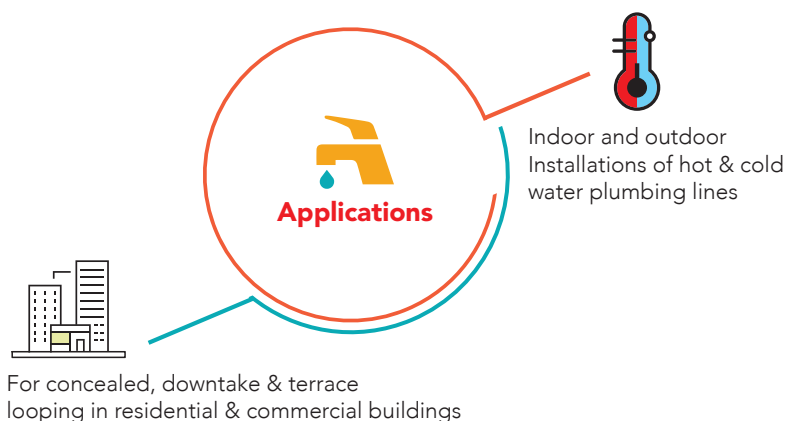 Applications
Indoor and outdoor
Installations of hot & cold
water plumbing lines
For concealed, downtake & terrace
looping in residential & commercial buildings